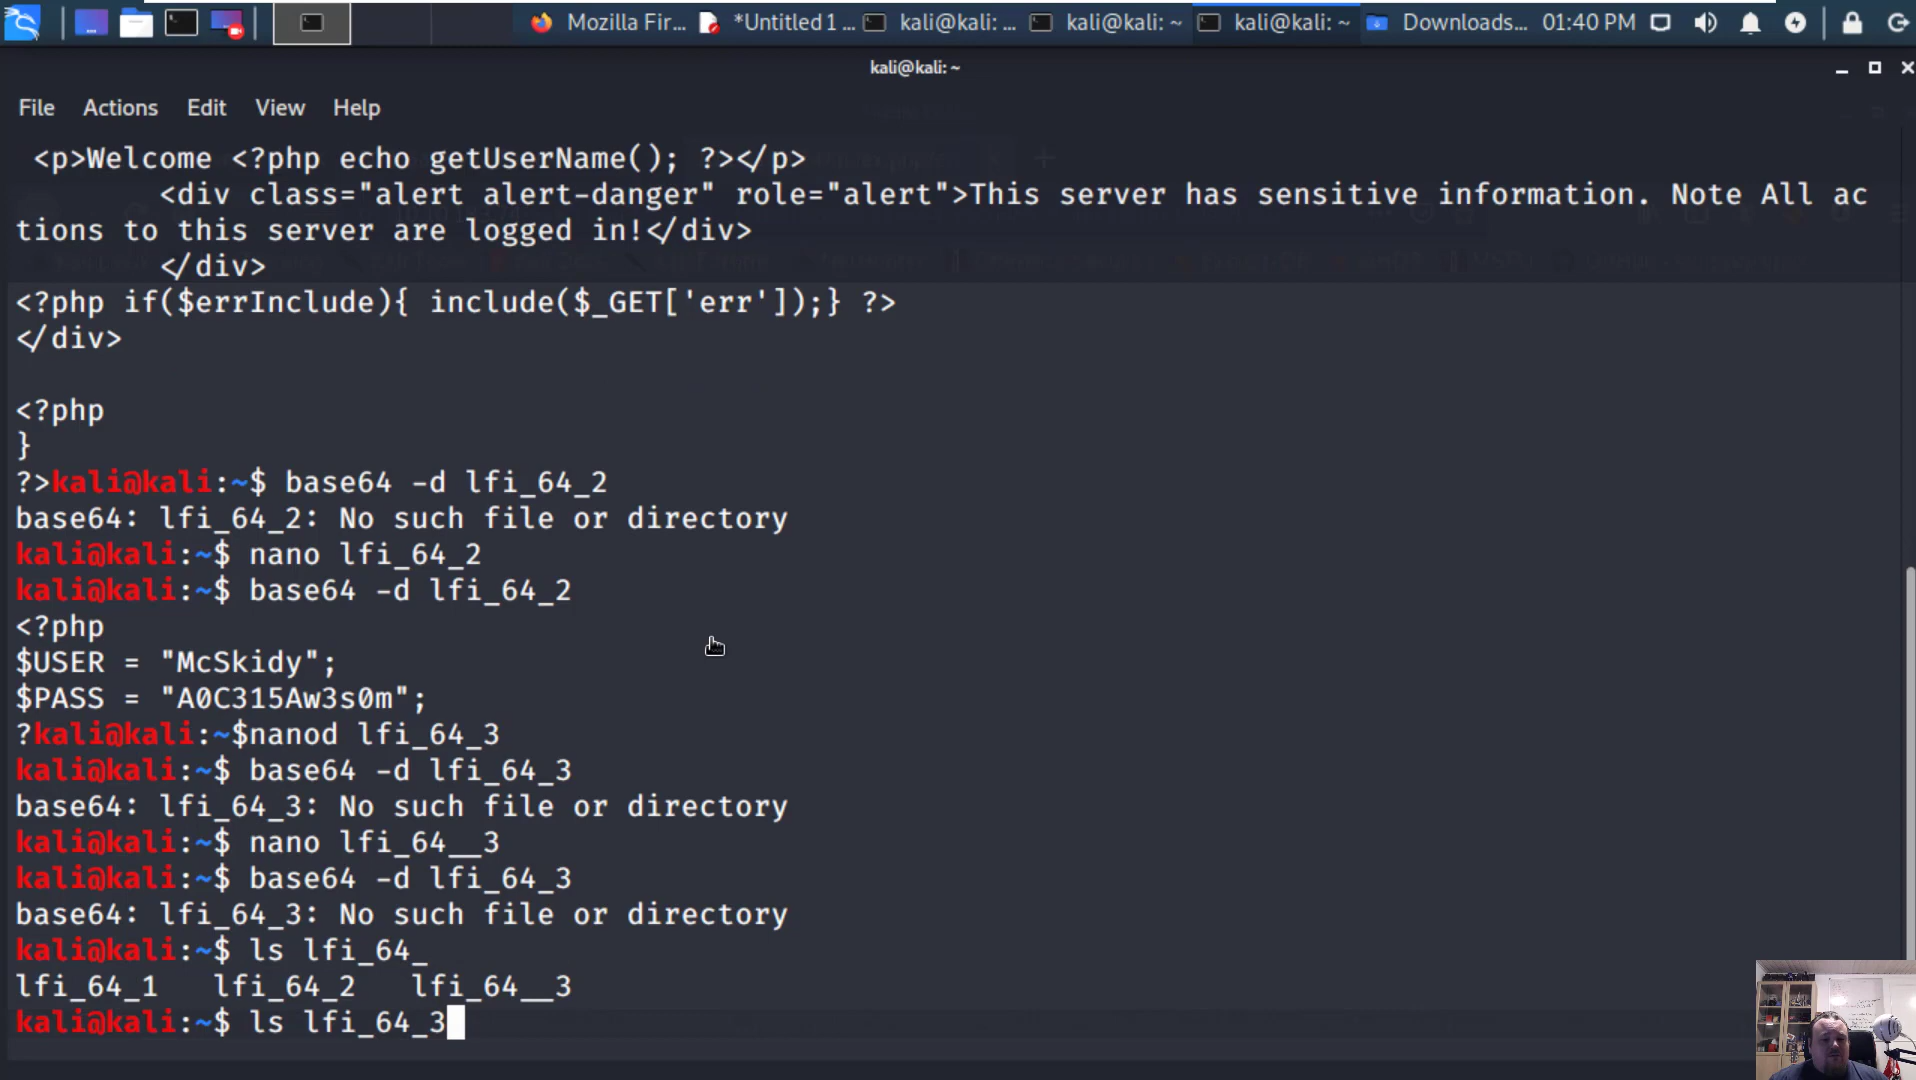 Mozilla Fir...
*Untitled 1 ...
kali@kali: ...
kali@kali: ~
kali@kali: ~
Downloads...
01:40 PM
kali@kali: ~
File Actions Edit View Help
<p>Welcome <?php echo getUserName(); ?></p>
<div class="alert alert-danger" role="alert">This server has sensitive information. Note All ac
tions to this server are logged in!</div>
</div>
<?php if($errInclude){ include($_GET['err']);} ?>
</div>
<?php
}
?>kali@kali:~$ base64 -d lfi_64_2
base64: lfi_64_2: No such file or directory
kali@kali:~$ nano lfi_64_2
kali@kali:~$ base64 -d lfi_64_2
<?php
$USER = "McSkidy";
$PASS = "A0C315Aw3s0m";
?kali@kali:~$nanod lfi_64_3
kali@kali:~$ base64 -d lfi_64_3
base64: lfi_64_3: No such file or directory
kali@kali:~$ nano lfi_64__3
kali@kali:~$ base64 -d lfi_64_3
base64: lfi_64_3: No such file or directory
kali@kali:~$ ls lfi_64_
lfi_64_1 lfi_64_2 lfi_64__3
kali@kali:~$ ls lfi_64_3